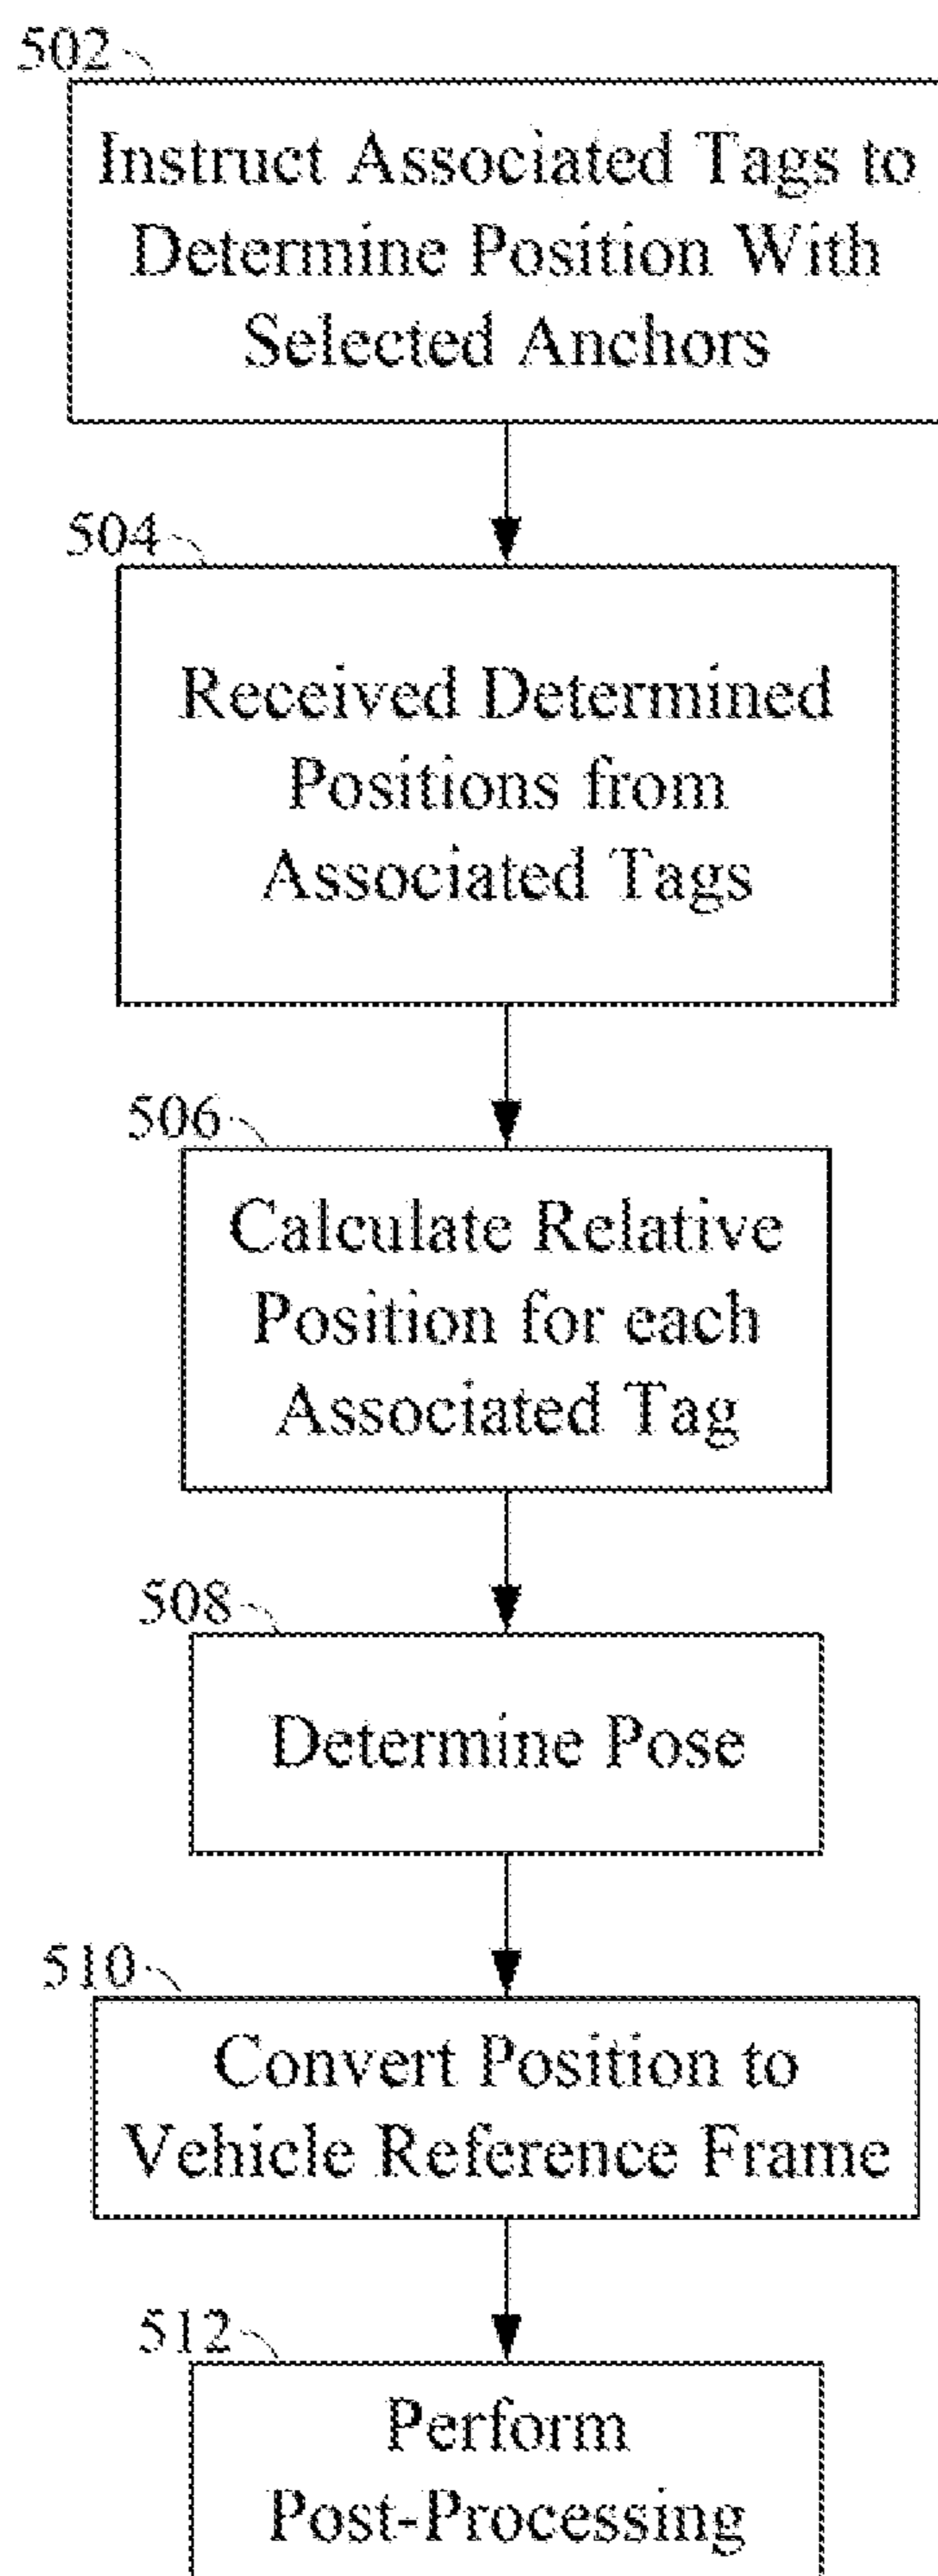 502
Instruct Associated Tags to
Determine Position With
Selected Anchors
504
Received Determined
Positions from
Associated Tags
506
Calculate Relative
Position for each
Associated Tag
508
Determine Pose
510
Convert Position to
Vehicle Reference Frame
512
Perform
Post-Processing